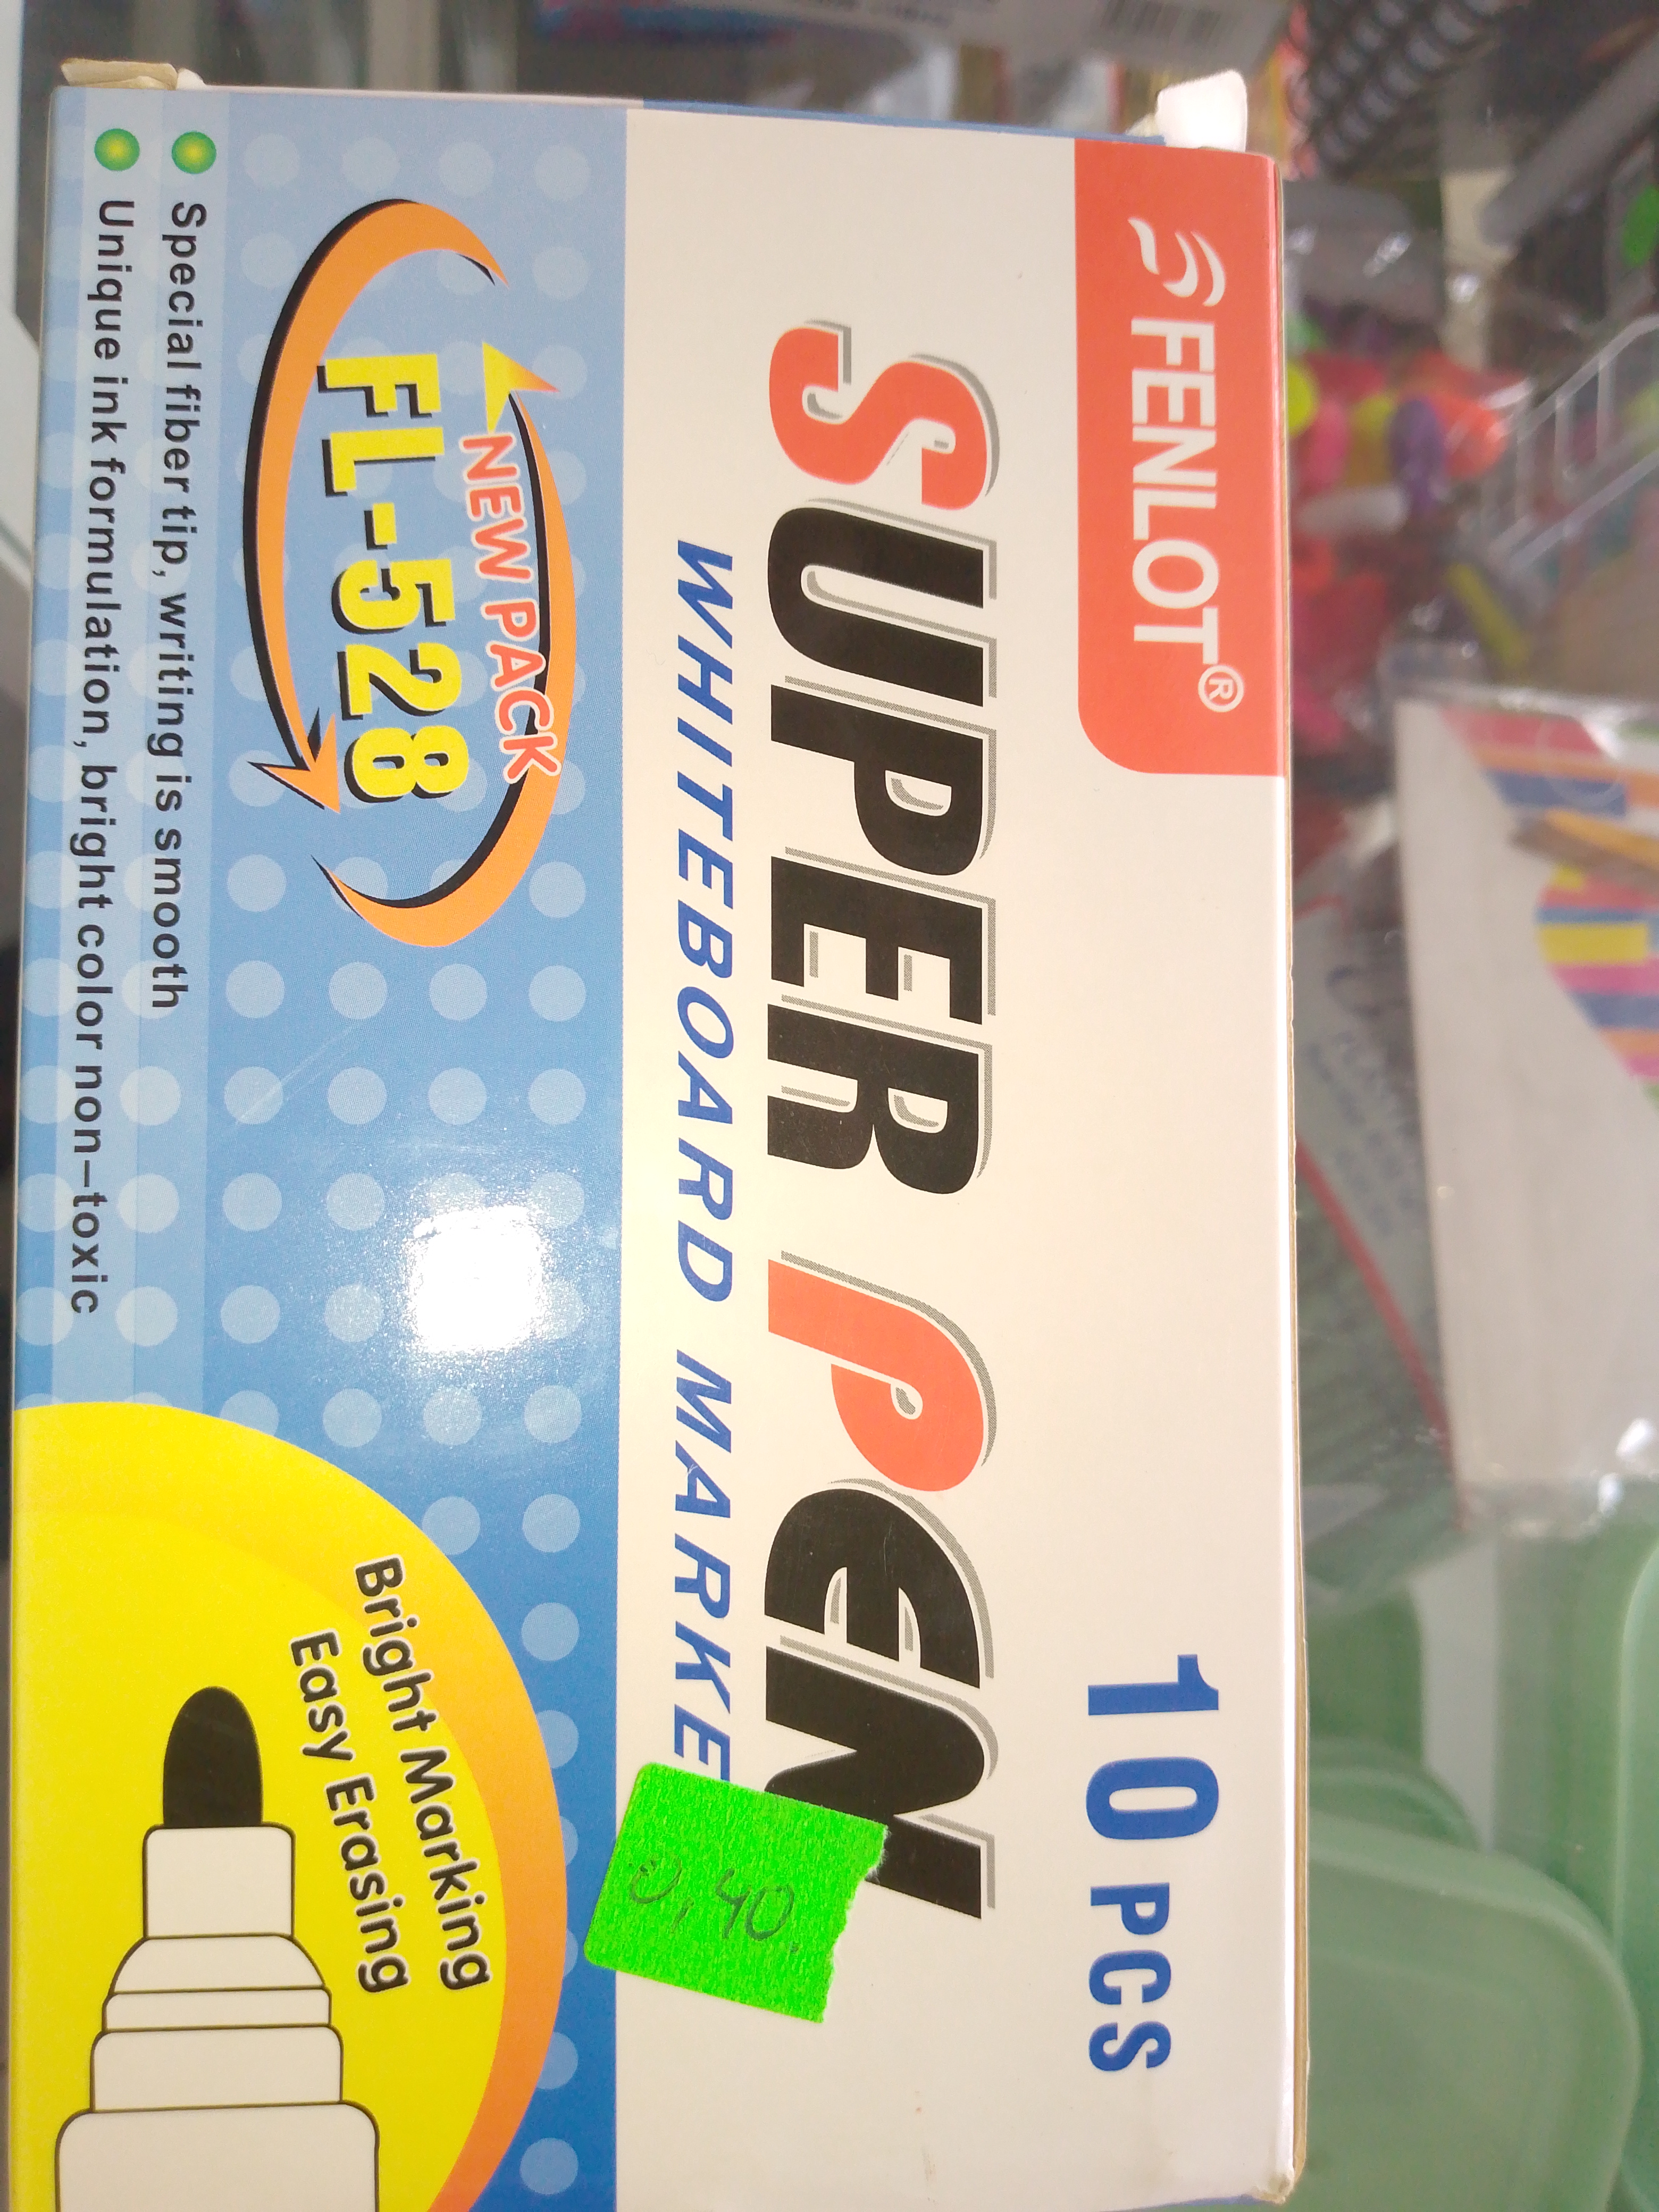 FENLOT®
10 PCS
SUPER PEN
WHITEBOARD MARKE
0,40.
NEW PACK
FL-528
Bright Marking
Easy Erasing
Special fiber tip, writing is smooth
Unique ink formulation, bright color non-toxic